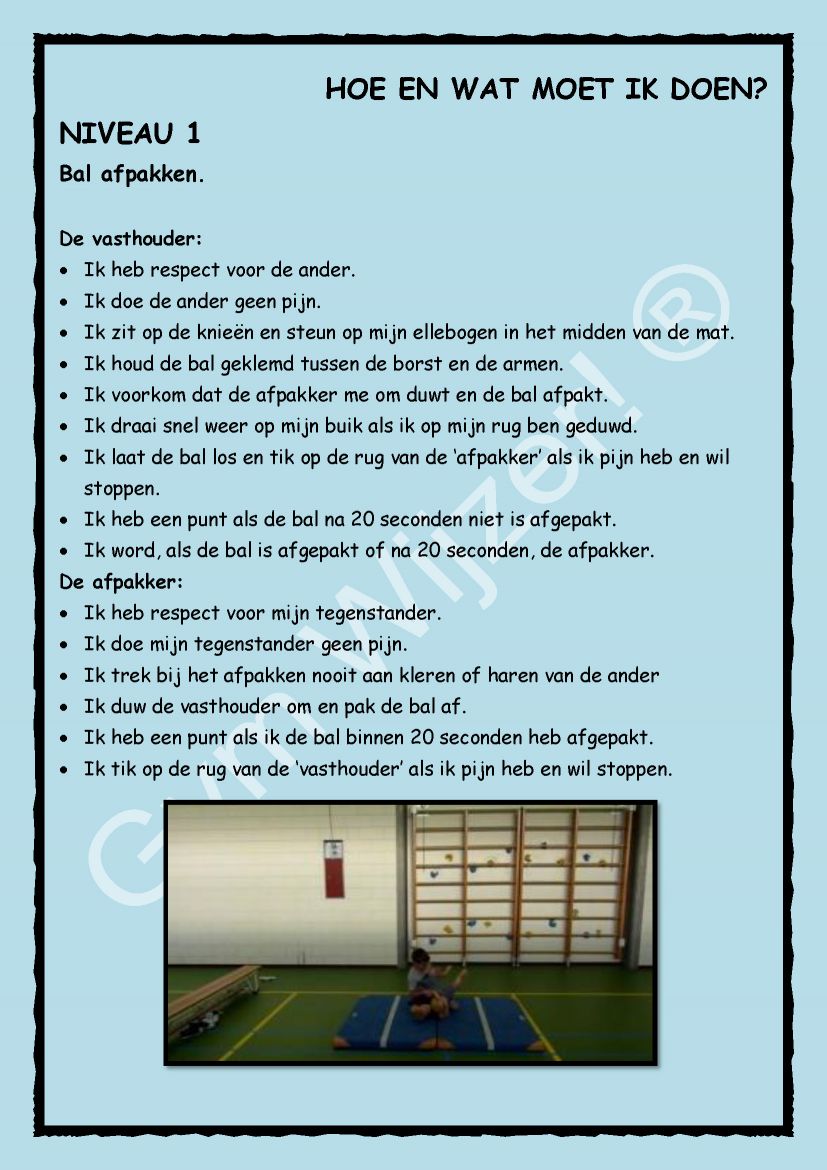 HOE EN WAT MOET IK DOEN?
NIVEAU 1
Bal afpakken.
De vasthouder:
• Ik heb respect voor de ander.
• Ik doe de ander geen pijn.
• Ik zit op de knieën en steun op mijn ellebogen in het midden van de mat.
• Ik houd de bal geklemd tussen de borst en de armen.
• Ik voorkom dat de afpakker me om duwt en de bal afpakt.
• Ik draai snel weer op mijn buik als ik op mijn rug ben geduwd.
• Ik laat de bal los en tik op de rug van de ‘afpakker’ als ik pijn heb en wil
stoppen.
• Ik heb een punt als de bal na 20 seconden niet is afgepakt.
• Ik word, als de bal is afgepakt of na 20 seconden, de afpakker.
De afpakker:
• Ik heb respect voor mijn tegenstander.
• Ik doe mijn tegenstander geen pijn.
• Ik trek bij het afpakken nooit aan kleren of haren van de ander
• Ik duw de vasthouder om en pak de bal af.
• Ik heb een punt als ik de bal binnen 20 seconden heb afgepakt.
• Ik tik op de rug van de ‘vasthouder’ als ik pijn heb en wil stoppen.
Gym Wijzer! ®